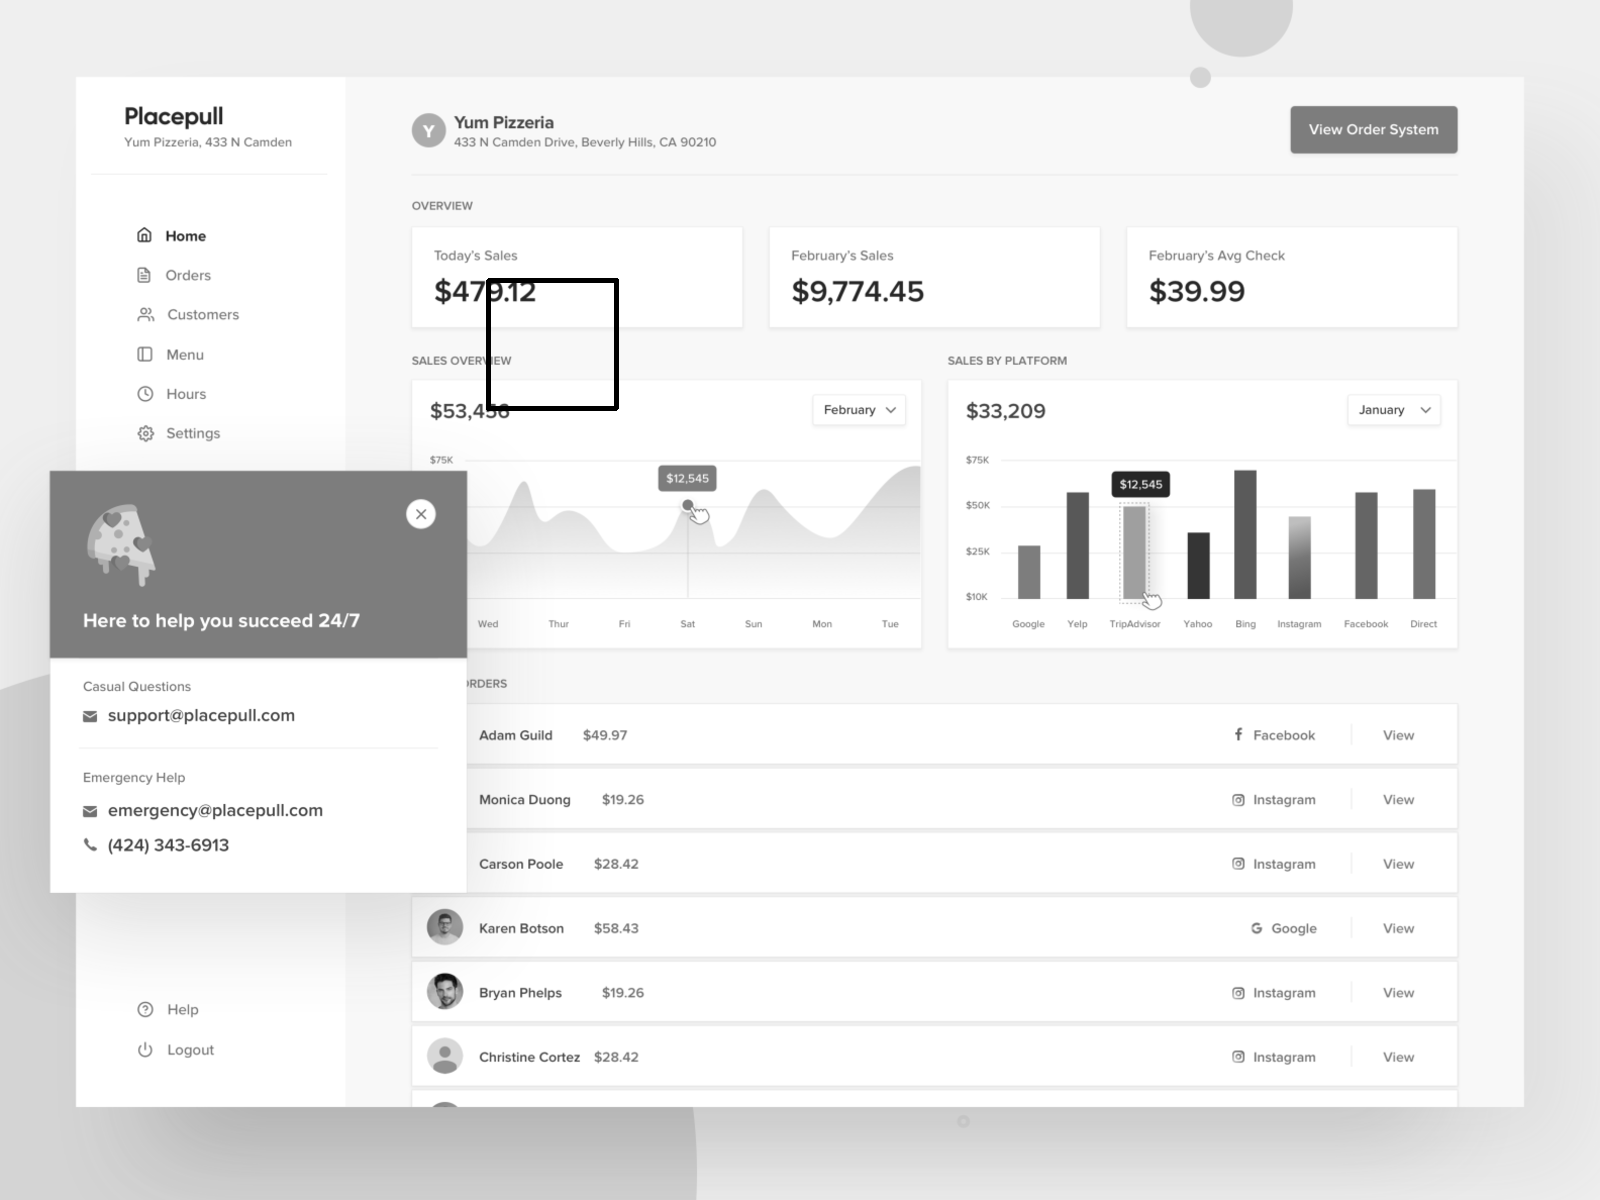 Placepull
Yum Pizzeria, 433 N Camden
Home
Orders
Customers
Menu
Hours
Settings
Here to help you succeed 24/7
Casual Questions
support@placepull.com
Emergency Help
emergency@placepull.com
(424) 343-6913
Help
Logout
Y
Yum Pizzeria
433 N Camden Drive, Beverly Hills, CA 90210
View Order System
OVERVIEW
Today's Sales
$479.12
February's Sales
$9,774.45
February's Avg Check
$39.99
SALES OVERVIEW
February
$75K
$12,545
Wed Thur Fri Sat Sun Mon Tue
SALES BY PLATFORM
$33,209
January
$75K
$50K
$25K
$10K
$12,545
Google Yelp TripAdvisor Yahoo Bing Instagram Facebook Direct
Adam Guild $49.97 Facebook View
Monica Duong $19.26 Instagram View
Carson Poole $28.42 Instagram View
Karen Botson $58.43 Google View
Bryan Phelps $19.26 Instagram View
Christine Cortez $28.42 Instagram View